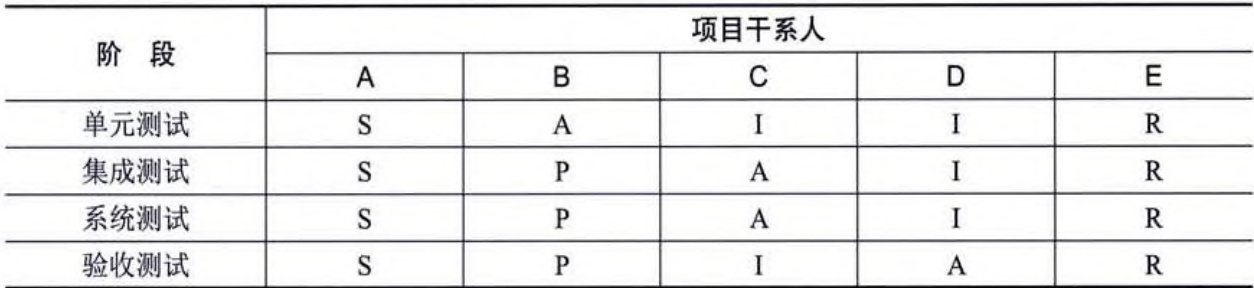 阶 段 项目干系人
A B C D E
单元测试 S A I I R
集成测试 S P A I R
系统测试 S P A I R
验收测试 S P I A R